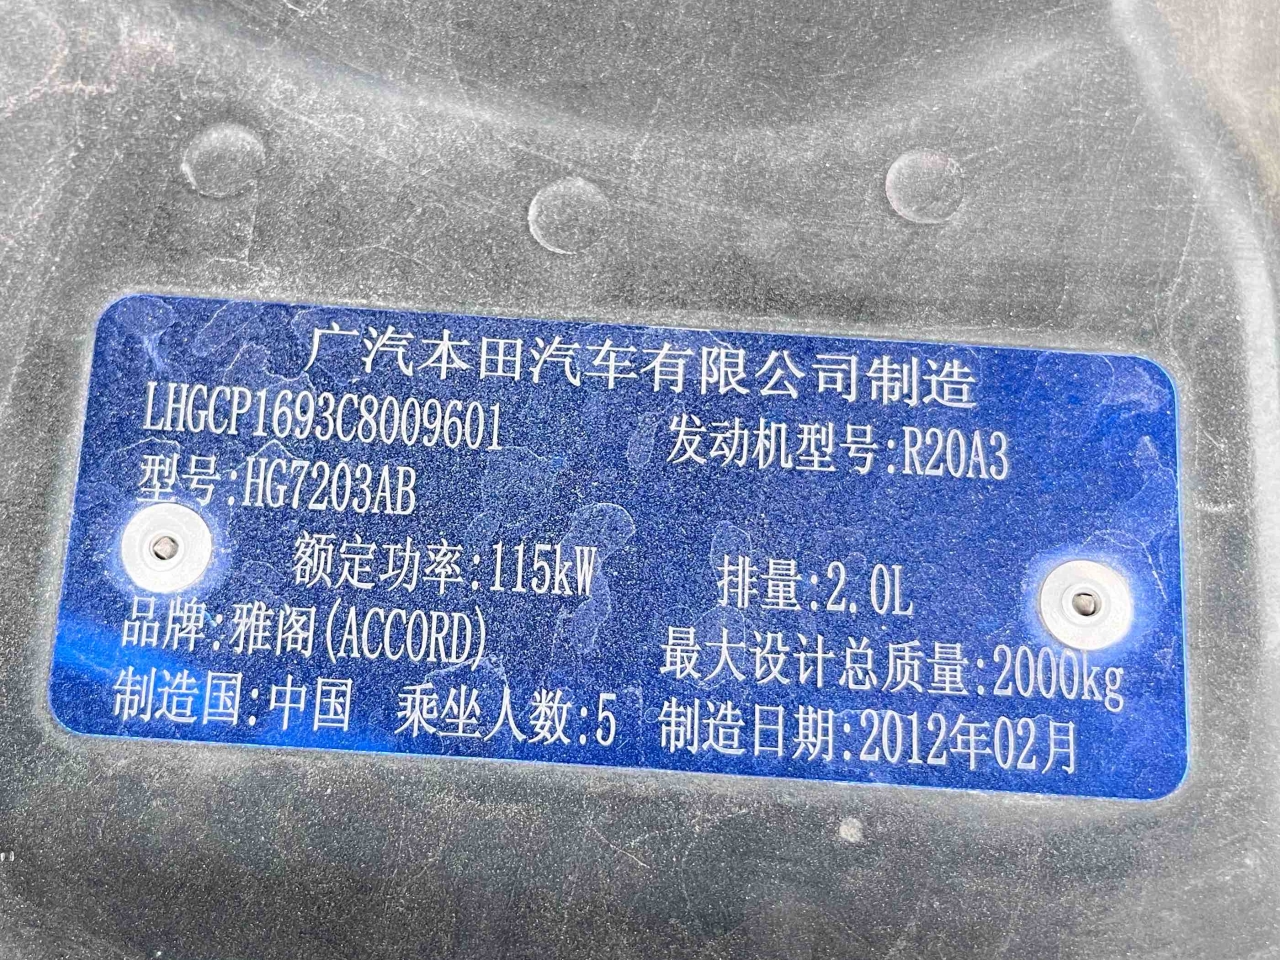 广汽本田汽车有限公司制造
LHGCP1693C8009601 发动机型号:R20A3
型号:HG7203AB
额定功率:115kW 排量:2.0L
品牌:雅阁(ACCORD) 最大设计总质量:2000kg
制造国:中国 乘坐人数:5 制造日期:2012年02月